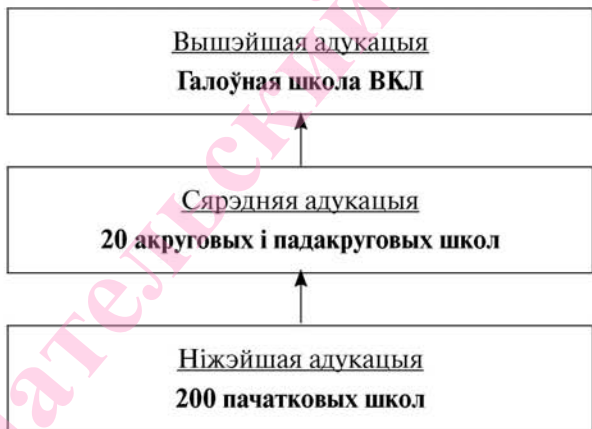 Вышэйшая адукацыя
Галоўная школа ВКЛ
Сярэдняя адукацыя
20 акруговых і падакруговых школ
Ніжэйшая адукацыя
200 пачатковых школ